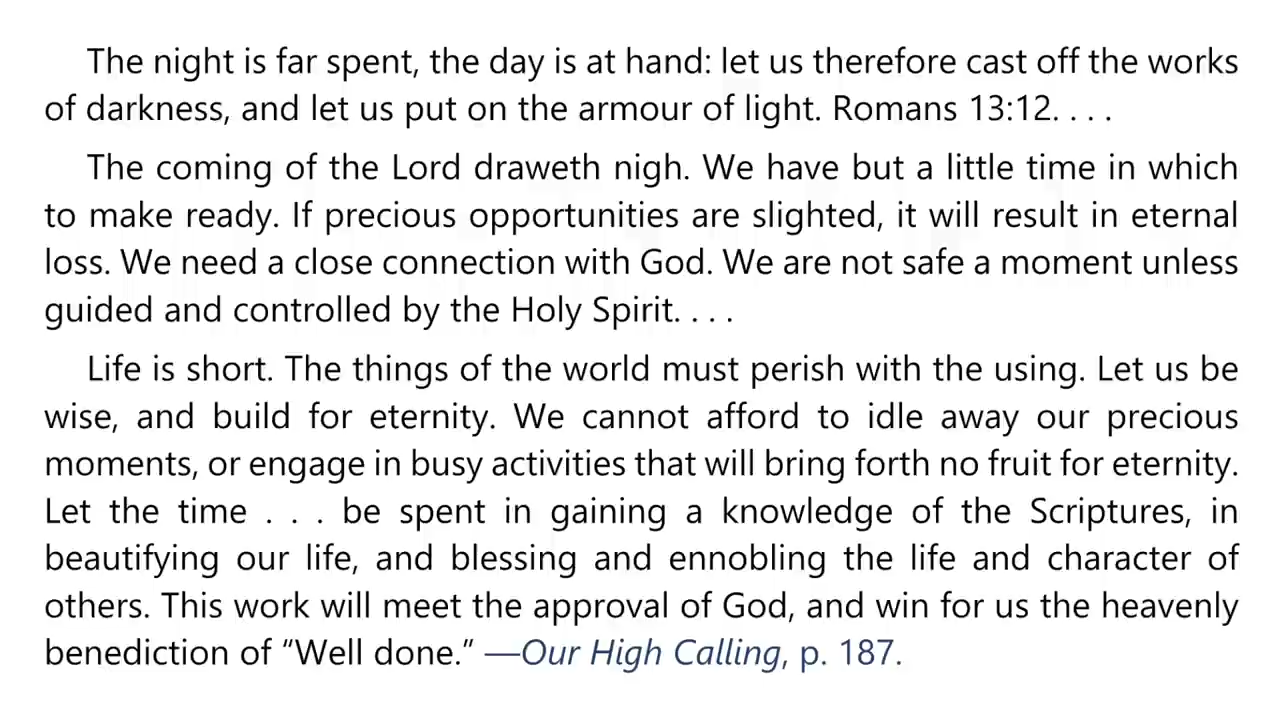 The night is far spent, the day is at hand: let us therefore cast off the works
of darkness, and let us put on the armour of light. Romans 13:12. . . .
The coming of the Lord draweth nigh. We have but a little time in which
to make ready. If precious opportunities are slighted, it will result in eternal
loss. We need a close connection with God. We are not safe a moment unless
guided and controlled by the Holy Spirit. . . .
Life is short. The things of the world must perish with the using. Let us be
wise, and build for eternity. We cannot afford to idle away our precious
moments, or engage in busy activities that will bring forth no fruit for eternity.
Let the time . . . be spent in gaining a knowledge of the Scriptures, in
beautifying our life, and blessing and ennobling the life and character of
others. This work will meet the approval of God, and win for us the heavenly
benediction of “Well done.” —Our High Calling, p. 187.